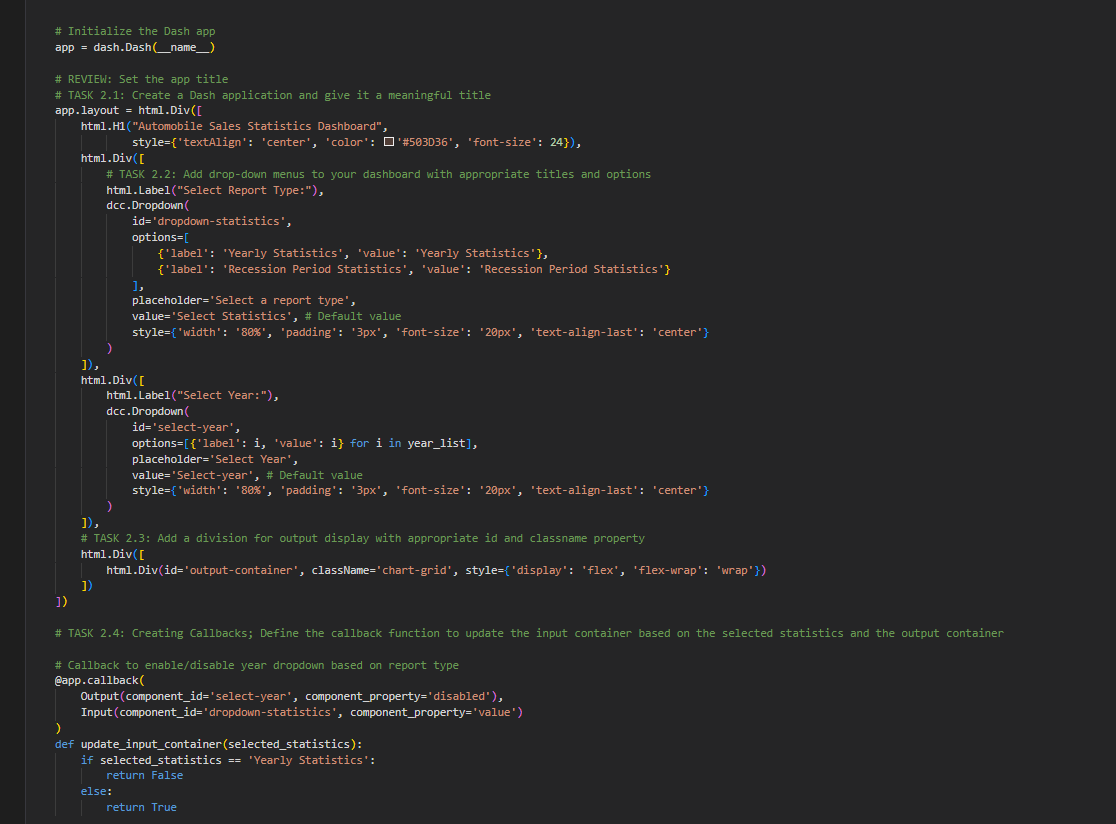 # Initialize the Dash app
app = dash.Dash(__name__)
# REVIEW: Set the app title
# TASK 2.1: Create a Dash application and give it a meaningful title
app.layout = html.Div([
    html.H1("Automobile Sales Statistics Dashboard",
            style={'textAlign': 'center', 'color': '#503D36', 'font-size': 24}),
    html.Div([
        # TASK 2.2: Add drop-down menus to your dashboard with appropriate titles and options
        html.Label("Select Report Type:"),
        dcc.Dropdown(
            id='dropdown-statistics',
            options=[
                {'label': 'Yearly Statistics', 'value': 'Yearly Statistics'},
                {'label': 'Recession Period Statistics', 'value': 'Recession Period Statistics'}
            ],
            placeholder='Select a report type',
            value='Select Statistics', # Default value
            style={'width': '80%', 'padding': '3px', 'font-size': '20px', 'text-align-last': 'center'}
        )
    ]),
    html.Div([
        html.Label("Select Year:"),
        dcc.Dropdown(
            id='select-year',
            options=[{'label': i, 'value': i} for i in year_list],
            placeholder='Select Year',
            value='Select-year', # Default value
            style={'width': '80%', 'padding': '3px', 'font-size': '20px', 'text-align-last': 'center'}
        )
    ]),
    # TASK 2.3: Add a division for output display with appropriate id and classname property
    html.Div([
        html.Div(id='output-container', className='chart-grid', style={'display': 'flex', 'flex-wrap': 'wrap'})
    ])
])
# TASK 2.4: Creating Callbacks; Define the callback function to update the input container based on the selected statistics and the output container
# Callback to enable/disable year dropdown based on report type
@app.callback(
    Output(component_id='select-year', component_property='disabled'),
    Input(component_id='dropdown-statistics', component_property='value')
)
def update_input_container(selected_statistics):
    if selected_statistics == 'Yearly Statistics':
        return False
    else:
        return True